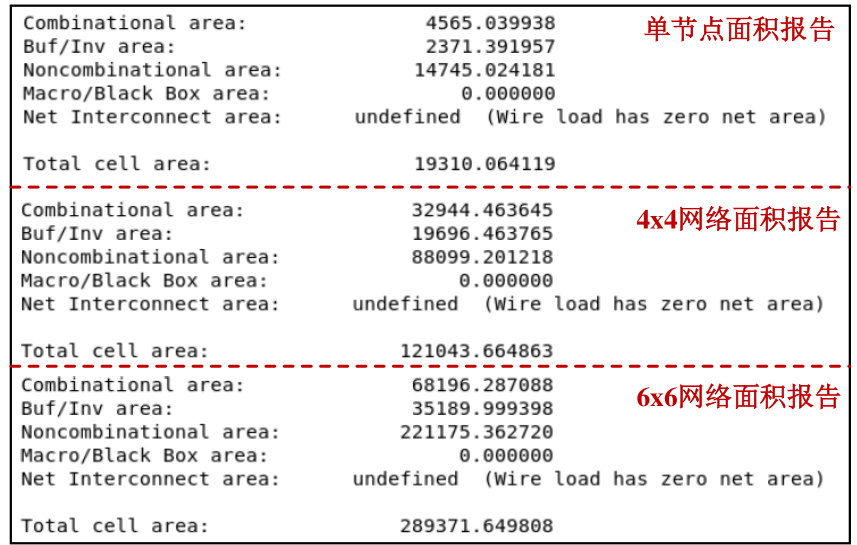 Combinational area: 4565.039938
单节点面积报告
Buf/Inv area: 2371.391957
Noncombinational area: 14745.024181
Macro/Black Box area: 0.000000
Net Interconnect area: undefined (Wire load has zero net area)
Total cell area: 19310.064119
Combinational area: 32944.463645
4x4网络面积报告
Buf/Inv area: 19696.463765
Noncombinational area: 88099.201218
Macro/Black Box area: 0.000000
Net Interconnect area: undefined (Wire load has zero net area)
Total cell area: 121043.664863
Combinational area: 68196.287088
6x6网络面积报告
Buf/Inv area: 35189.999398
Noncombinational area: 221175.362720
Macro/Black Box area: 0.000000
Net Interconnect area: undefined (Wire load has zero net area)
Total cell area: 289371.649808